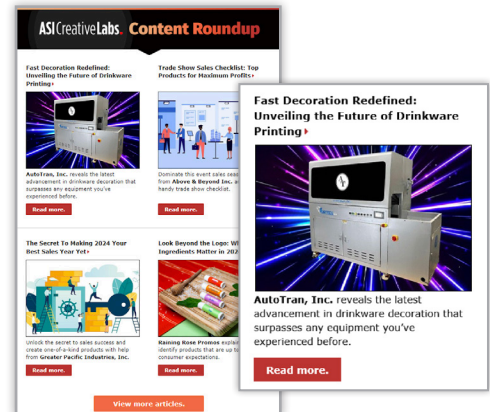 ASI Creative Labs. Content Roundup
Fast Decoration Redefined:
Unveiling the Future of Drinkware
Printing
AutoTran, Inc. reveals the latest
advancement in drinkware decoration that
surpasses any equipment you've
experienced before.
Read more.
Trade Show Sales Checklist: Top
Products for Maximum Profits
Dominate this event sales
from Above & Beyond Inc.
handy trade show checklist.
Read more.
The Secret To Making 2024 Your
Best Sales Year Yet
Unlock the secret to sales success and
create one-of-a-kind products with help
from Greater Pacific Industries, Inc.
Read more.
Look Beyond the Logo:
Ingredients Matter in
Raining Rose Promos
identify products that are up to
consumer expectations.
Read more.
View more articles.
Fast Decoration Redefined:
Unveiling the Future of Drinkware
Printing
AutoTran, Inc. reveals the latest
advancement in drinkware decoration that
surpasses any equipment you've
experienced before.
Read more.